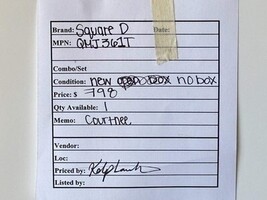 Brand: Square D Date:
MPN: QMJ361T
Combo/Set
Condition: new no box
Price: $ 798
Qty Available: 1
Memo: Courtnee
Vendor:
Loc:
Priced by:
Listed by: